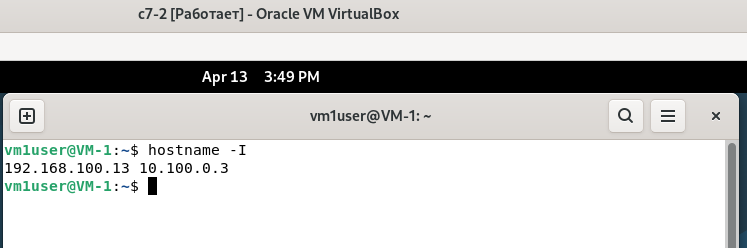 c7-2 [Работает] - Oracle VM VirtualBox
Apr 13 3:49 PM
vm1user@VM-1: ~
vm1user@VM-1:~$ hostname -I
192.168.100.13 10.100.0.3
vm1user@VM-1:~$